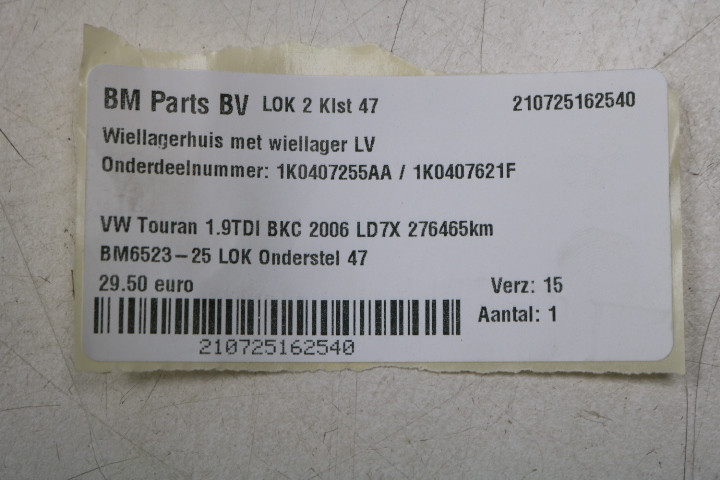 BM Parts BV LOK 2 Klst 47 210725162540
Wiellagerhuis met wiellager LV
Onderdeelnummer: 1K0407255AA / 1K0407621F
VW Touran 1.9TDI BKC 2006 LD7X 276465km
BM6523-25 LOK Onderstel 47
29.50 euro Verz: 15
Aantal: 1
210725162540